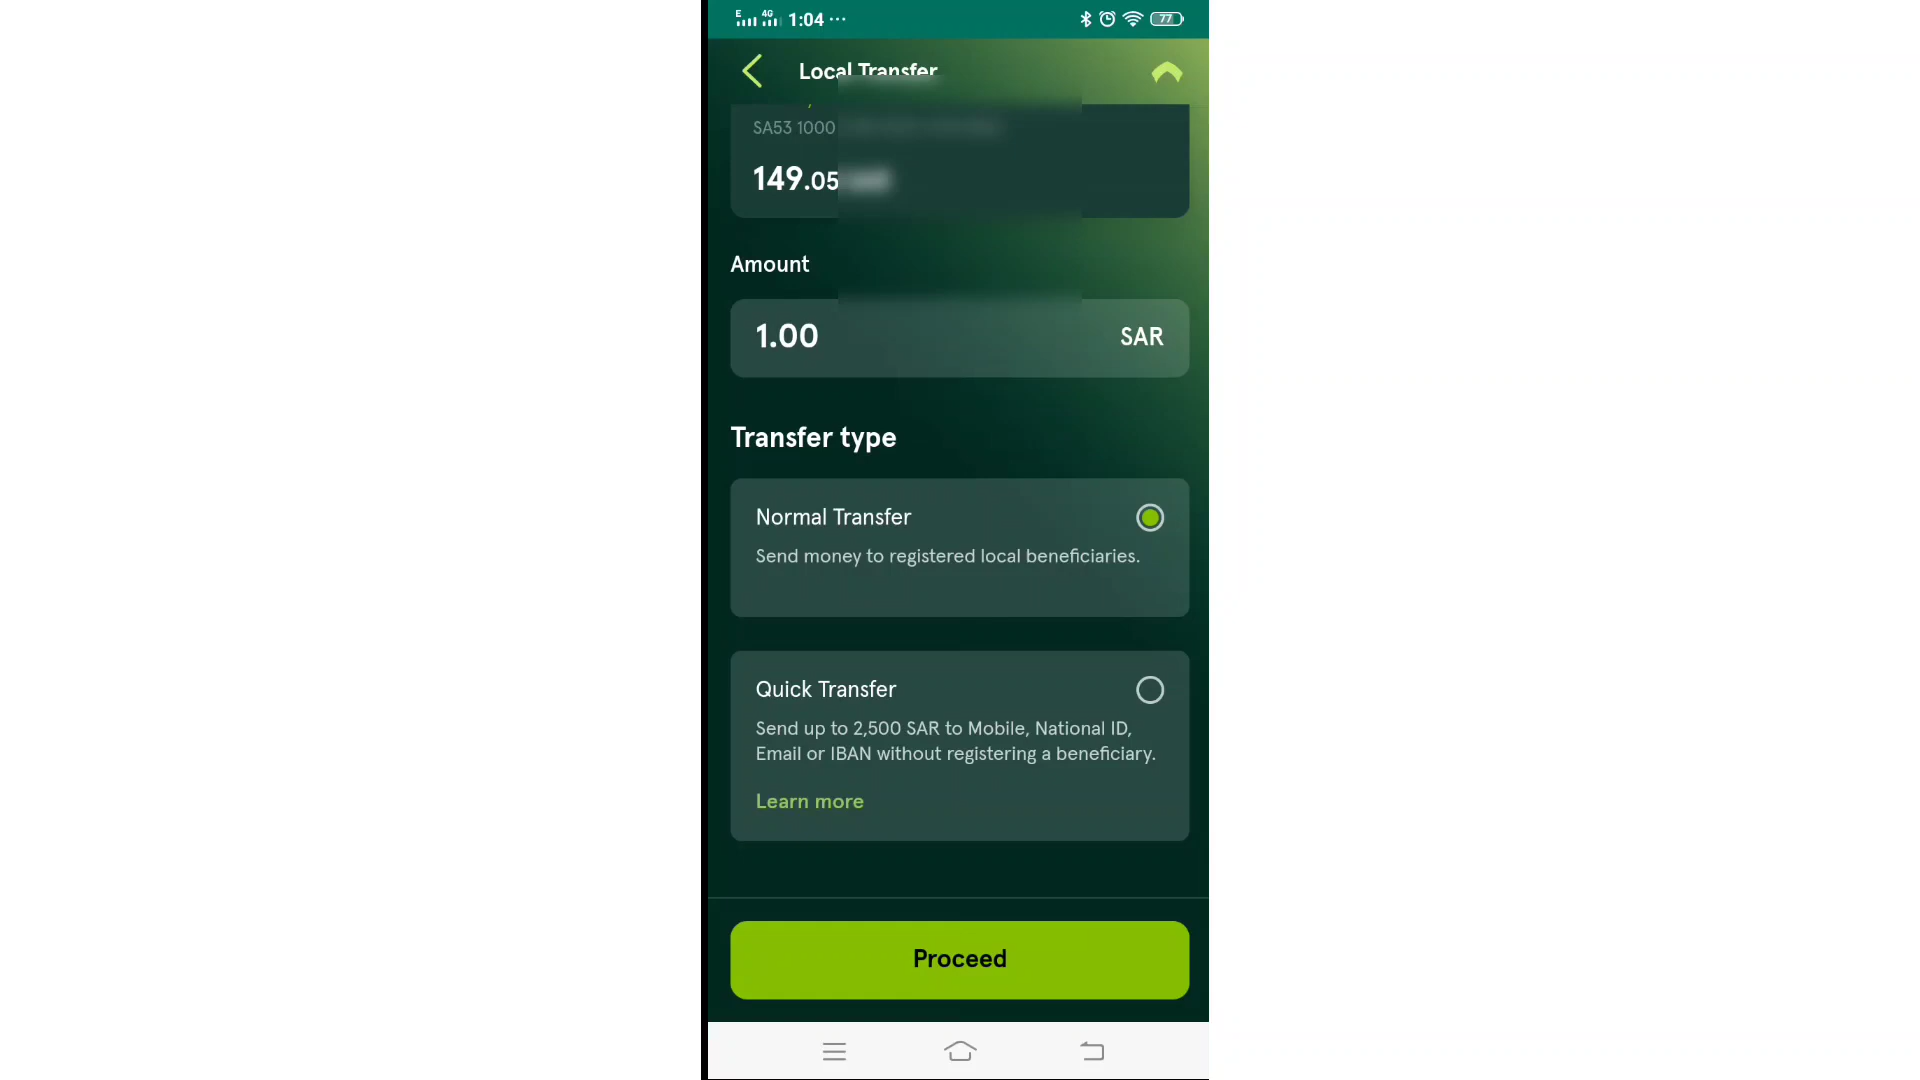 E 4G 1:04 ... 77
Local Transfer
SA53 1000
149.05
Amount
1.00 SAR
Transfer type
Normal Transfer
Send money to registered local beneficiaries.
Quick Transfer
Send up to 2,500 SAR to Mobile, National ID,
Email or IBAN without registering a beneficiary.
Learn more
Proceed